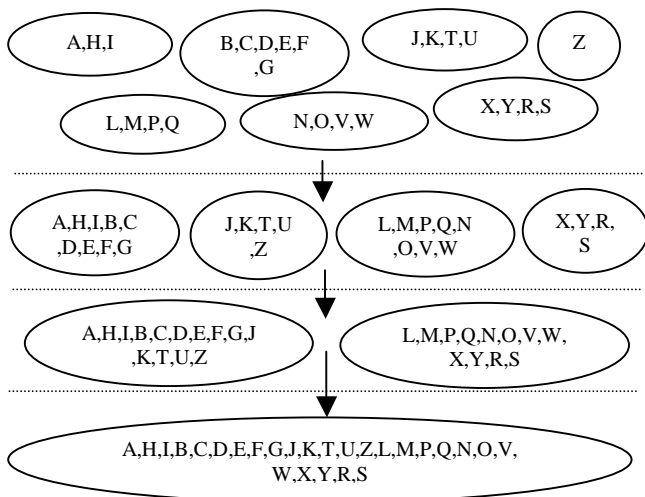 A,H,I
B,C,D,E,F
,G
J,K,T,U
Z
L,M,P,Q
N,O,V,W
X,Y,R,S
A,H,I,B,C
,D,E,F,G
J,K,T,U
,Z
L,M,P,Q,N
,O,V,W
X,Y,R,
S
A,H,I,B,C,D,E,F,G,J
,K,T,U,Z
L,M,P,Q,N,O,V,W,
X,Y,R,S
A,H,I,B,C,D,E,F,G,J,K,T,U,Z,L,M,P,Q,N,O,V,
W,X,Y,R,S